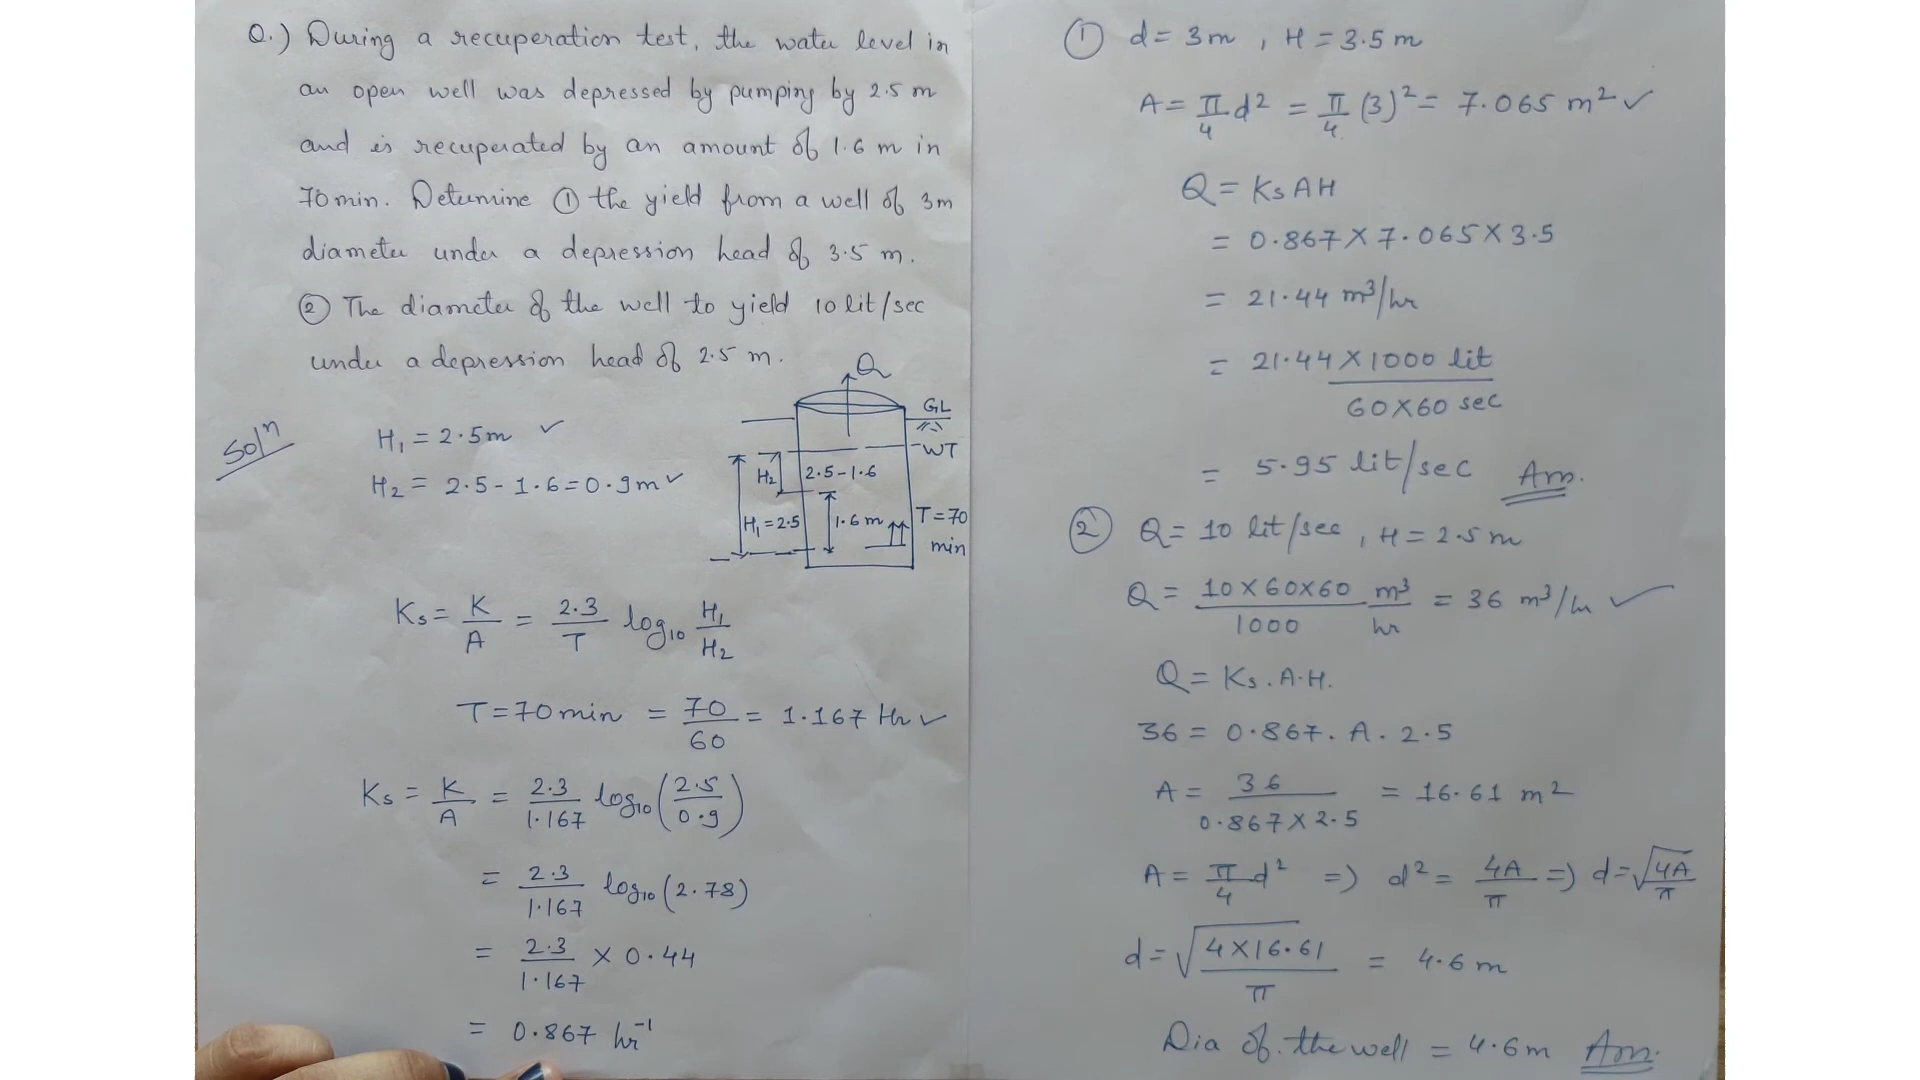 Q.) During a recuperation test, the water level in
an open well was depressed by pumping by 2.5 m
and is recuperated by an amount of 1.6 m in
70min. Determine ① the yield from a well of 3m
diameter under a depression head of 3.5 m.
② The diameter of the well to yield 10 lit/sec
under a depression head of 2.5 m.
Solⁿ
H₁ = 2.5m ✓
H₂ = 2.5 - 1.6 = 0.9m ✓
Q
GL
WT
H₂ 2.5-1.6
H₁ = 2.5 1.6 m T=70
min
Ks = K/A = 2.3/T log₁₀ H₁/H₂
T = 70 min = 70/60 = 1.167 Hr ✓
Ks = K/A = 2.3/1.167 log₁₀ (2.5/0.9)
= 2.3/1.167 log₁₀ (2.78)
= 2.3/1.167 × 0.44
= 0.867 hr⁻¹
① d = 3m , H = 3.5 m
A = π/4 d² = π/4 (3)² = 7.065 m² ✓
Q = Ks A H
= 0.867 × 7.065 × 3.5
= 21.44 m³/hr
= 21.44 × 1000 lit / 60×60 sec
= 5.95 lit/sec Ans.
② Q = 10 lit/sec , H = 2.5 m
Q = 10×60×60/1000 m³/hr = 36 m³/hr ✓
Q = Ks . A . H.
36 = 0.867 . A . 2.5
A = 36/0.867×2.5 = 16.61 m²
A = π/4 d² => d² = 4A/π => d = √4A/π
d = √4×16.61/π = 4.6 m
Dia of. the well = 4.6m Ans.